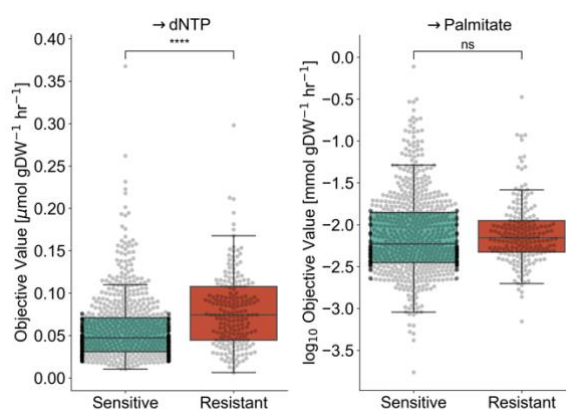 → dNTP
****
0.40
0.35
0.30
0.25
0.20
0.15
0.10
0.05
0.00
Objective Value [μmol gDW⁻¹ hr⁻¹]
Sensitive Resistant
→ Palmitate
ns
0.0
−0.5
−1.0
−1.5
−2.0
−2.5
−3.0
−3.5
log₁₀ Objective Value [mmol gDW⁻¹ hr⁻¹]
Sensitive Resistant